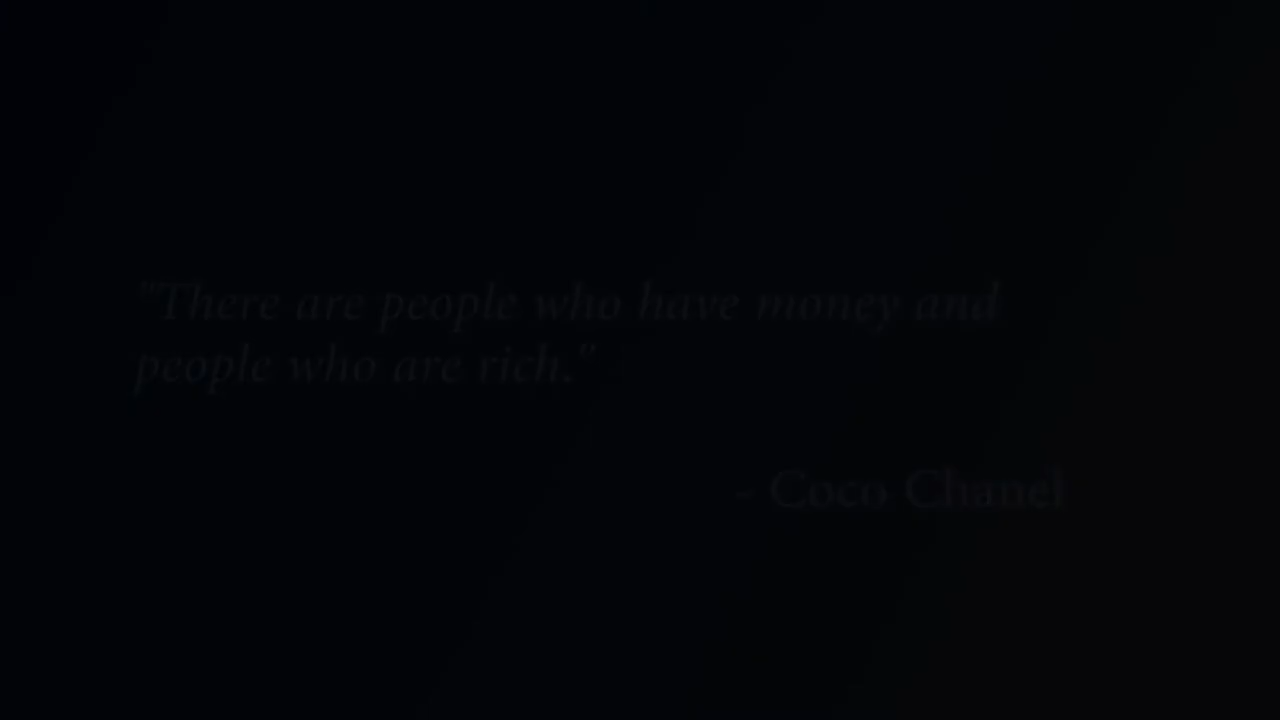 "There are people who have money and
people who are rich."
- Coco Chanel